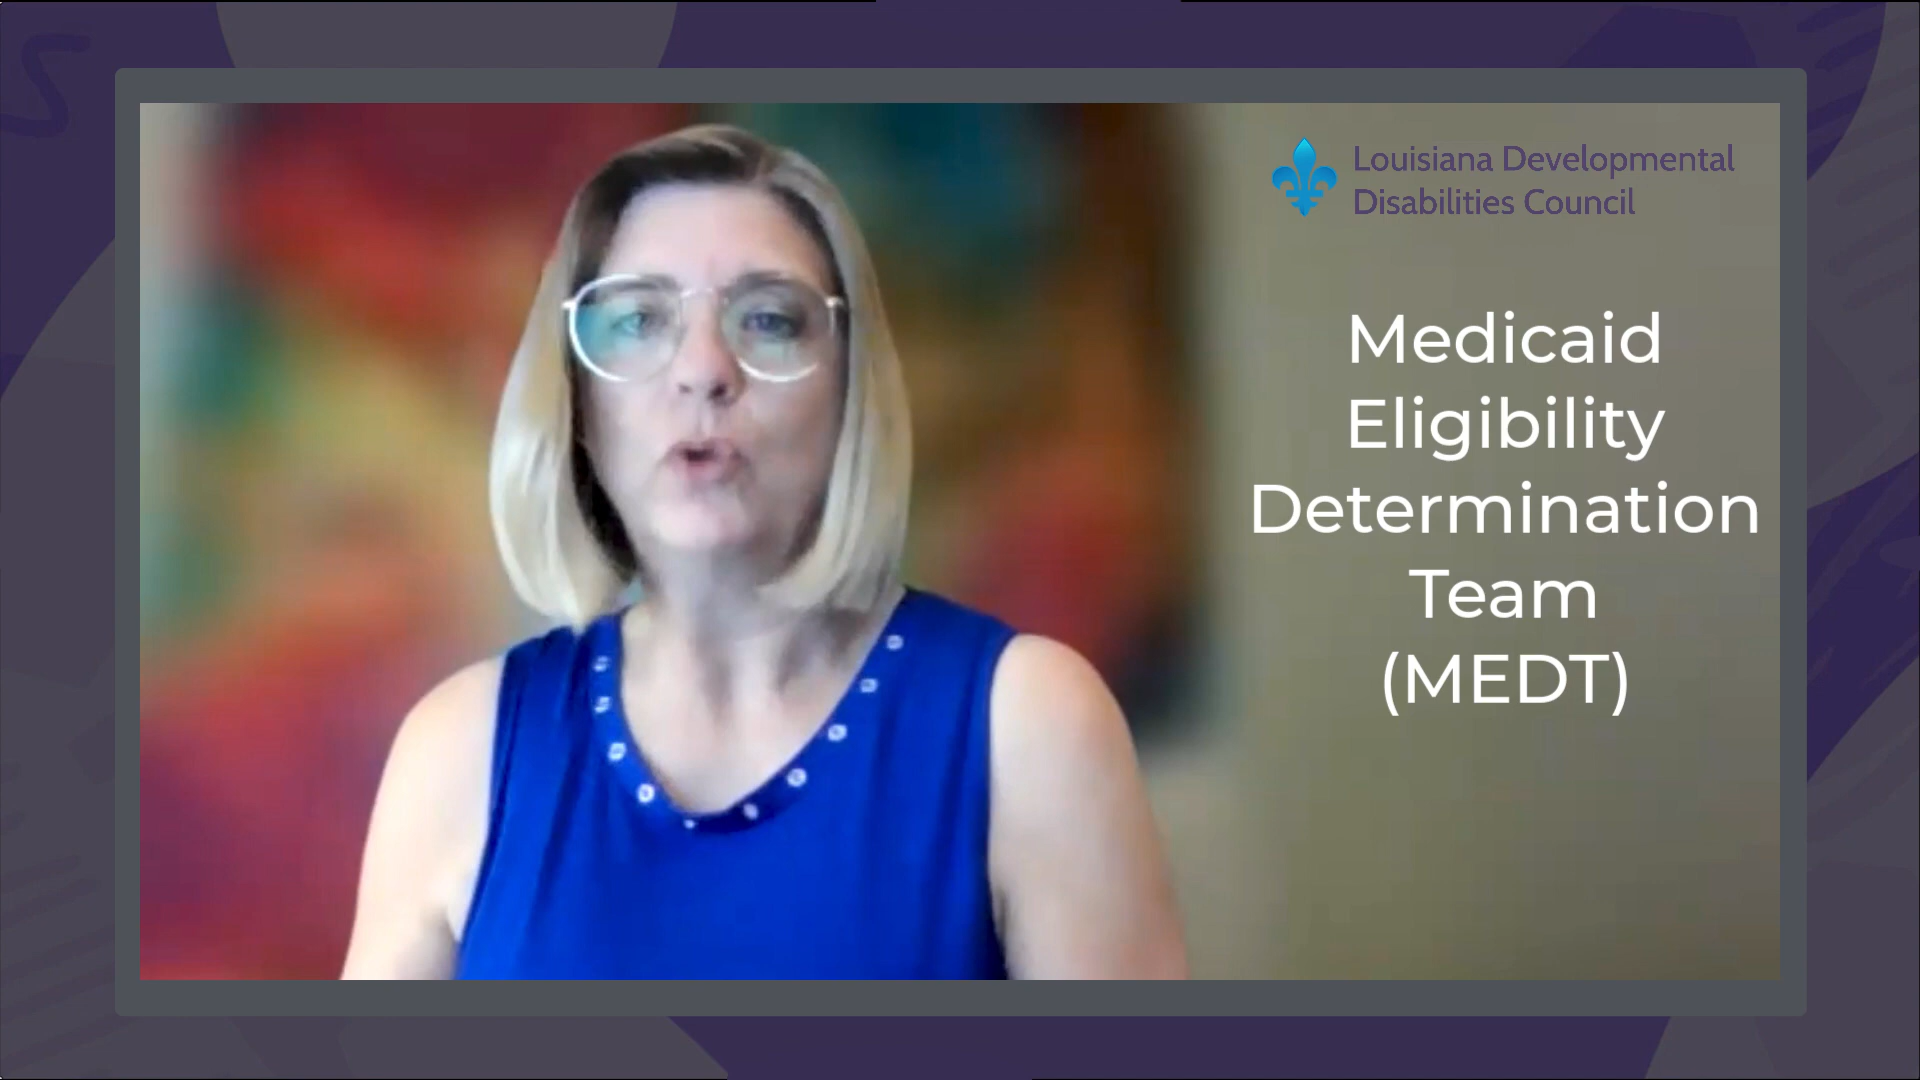 Louisiana Developmental
Disabilities Council
Medicaid
Eligibility
Determination
Team
(MEDT)